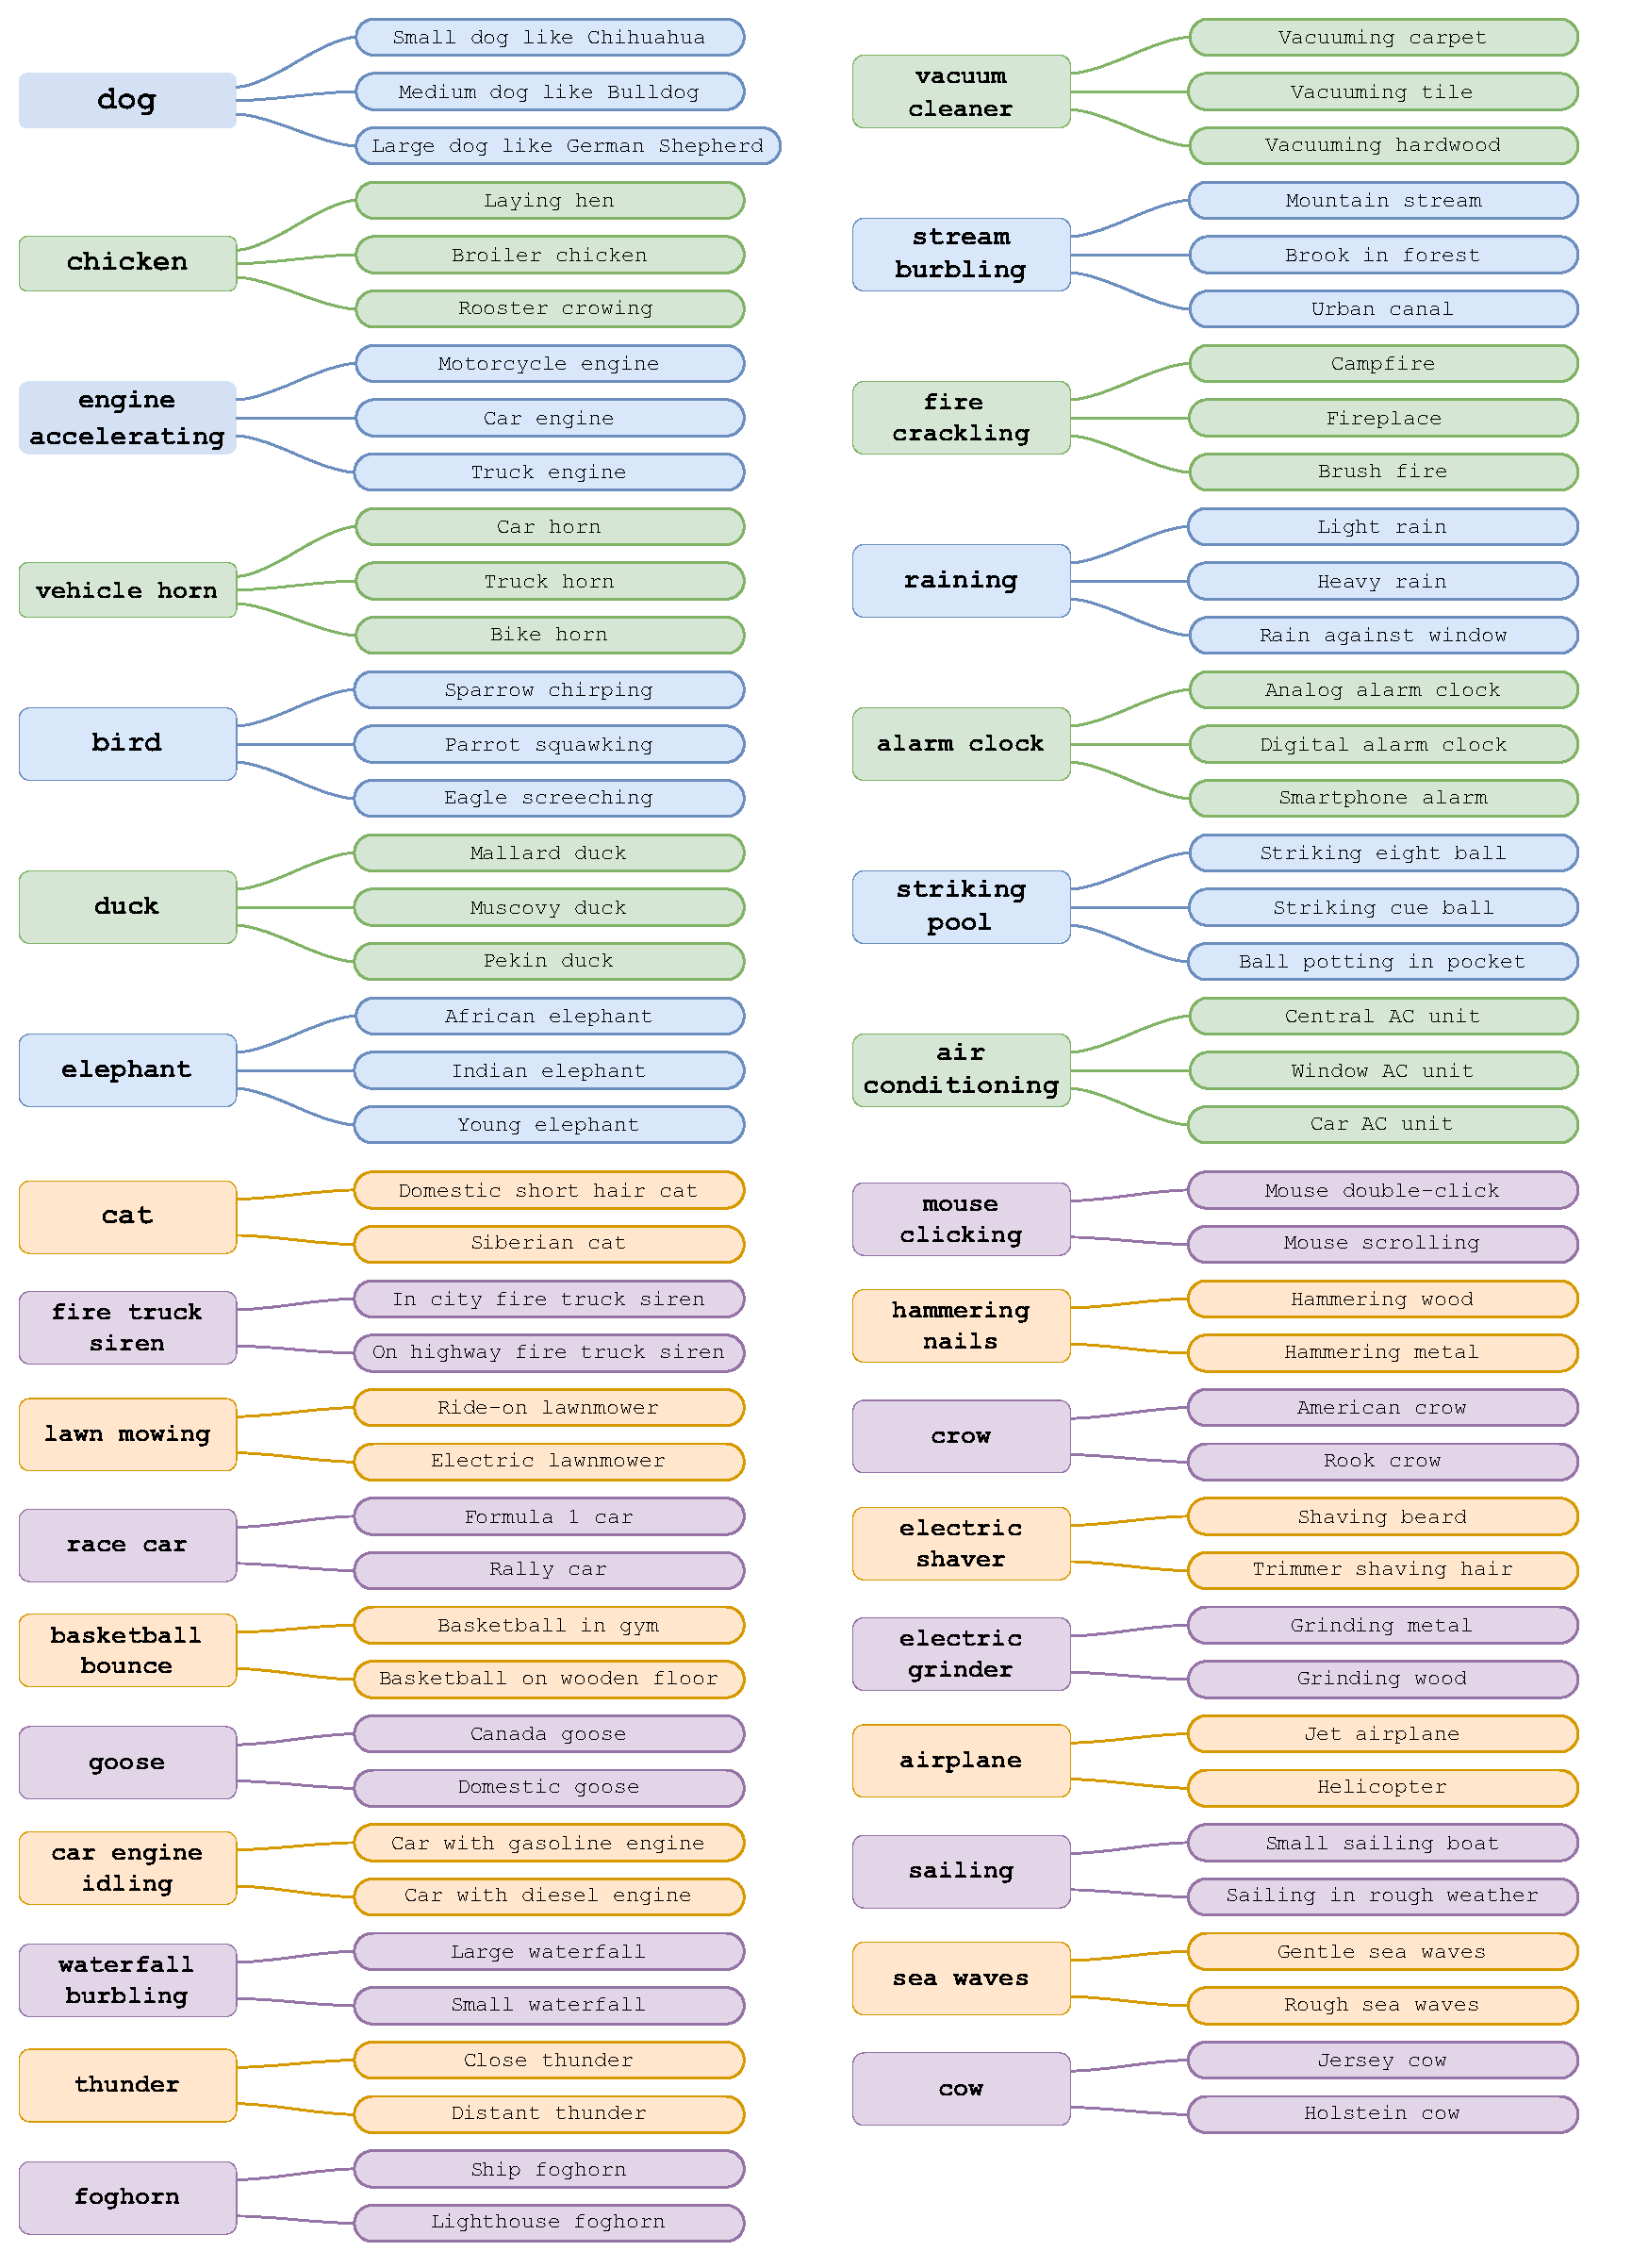 dog
Small dog like Chihuahua
Medium dog like Bulldog
Large dog like German Shepherd
chicken
Laying hen
Broiler chicken
Rooster crowing
engine
accelerating
Motorcycle engine
Car engine
Truck engine
vehicle horn
Car horn
Truck horn
Bike horn
bird
Sparrow chirping
Parrot squawking
Eagle screeching
duck
Mallard duck
Muscovy duck
Pekin duck
elephant
African elephant
Indian elephant
Young elephant
cat
Domestic short hair cat
Siberian cat
fire truck
siren
In city fire truck siren
On highway fire truck siren
lawn mowing
Ride-on lawnmower
Electric lawnmower
race car
Formula 1 car
Rally car
basketball
bounce
Basketball in gym
Basketball on wooden floor
goose
Canada goose
Domestic goose
car engine
idling
Car with gasoline engine
Car with diesel engine
waterfall
burbling
Large waterfall
Small waterfall
thunder
Close thunder
Distant thunder
foghorn
Ship foghorn
Lighthouse foghorn
vacuum
cleaner
Vacuuming carpet
Vacuuming tile
Vacuuming hardwood
stream
burbling
Mountain stream
Brook in forest
Urban canal
fire
crackling
Campfire
Fireplace
Brush fire
raining
Light rain
Heavy rain
Rain against window
alarm clock
Analog alarm clock
Digital alarm clock
Smartphone alarm
striking
pool
Striking eight ball
Striking cue ball
Ball potting in pocket
air
conditioning
Central AC unit
Window AC unit
Car AC unit
mouse
clicking
Mouse double-click
Mouse scrolling
hammering
nails
Hammering wood
Hammering metal
crow
American crow
Rook crow
electric
shaver
Shaving beard
Trimmer shaving hair
electric
grinder
Grinding metal
Grinding wood
airplane
Jet airplane
Helicopter
sailing
Small sailing boat
Sailing in rough weather
sea waves
Gentle sea waves
Rough sea waves
cow
Jersey cow
Holstein cow